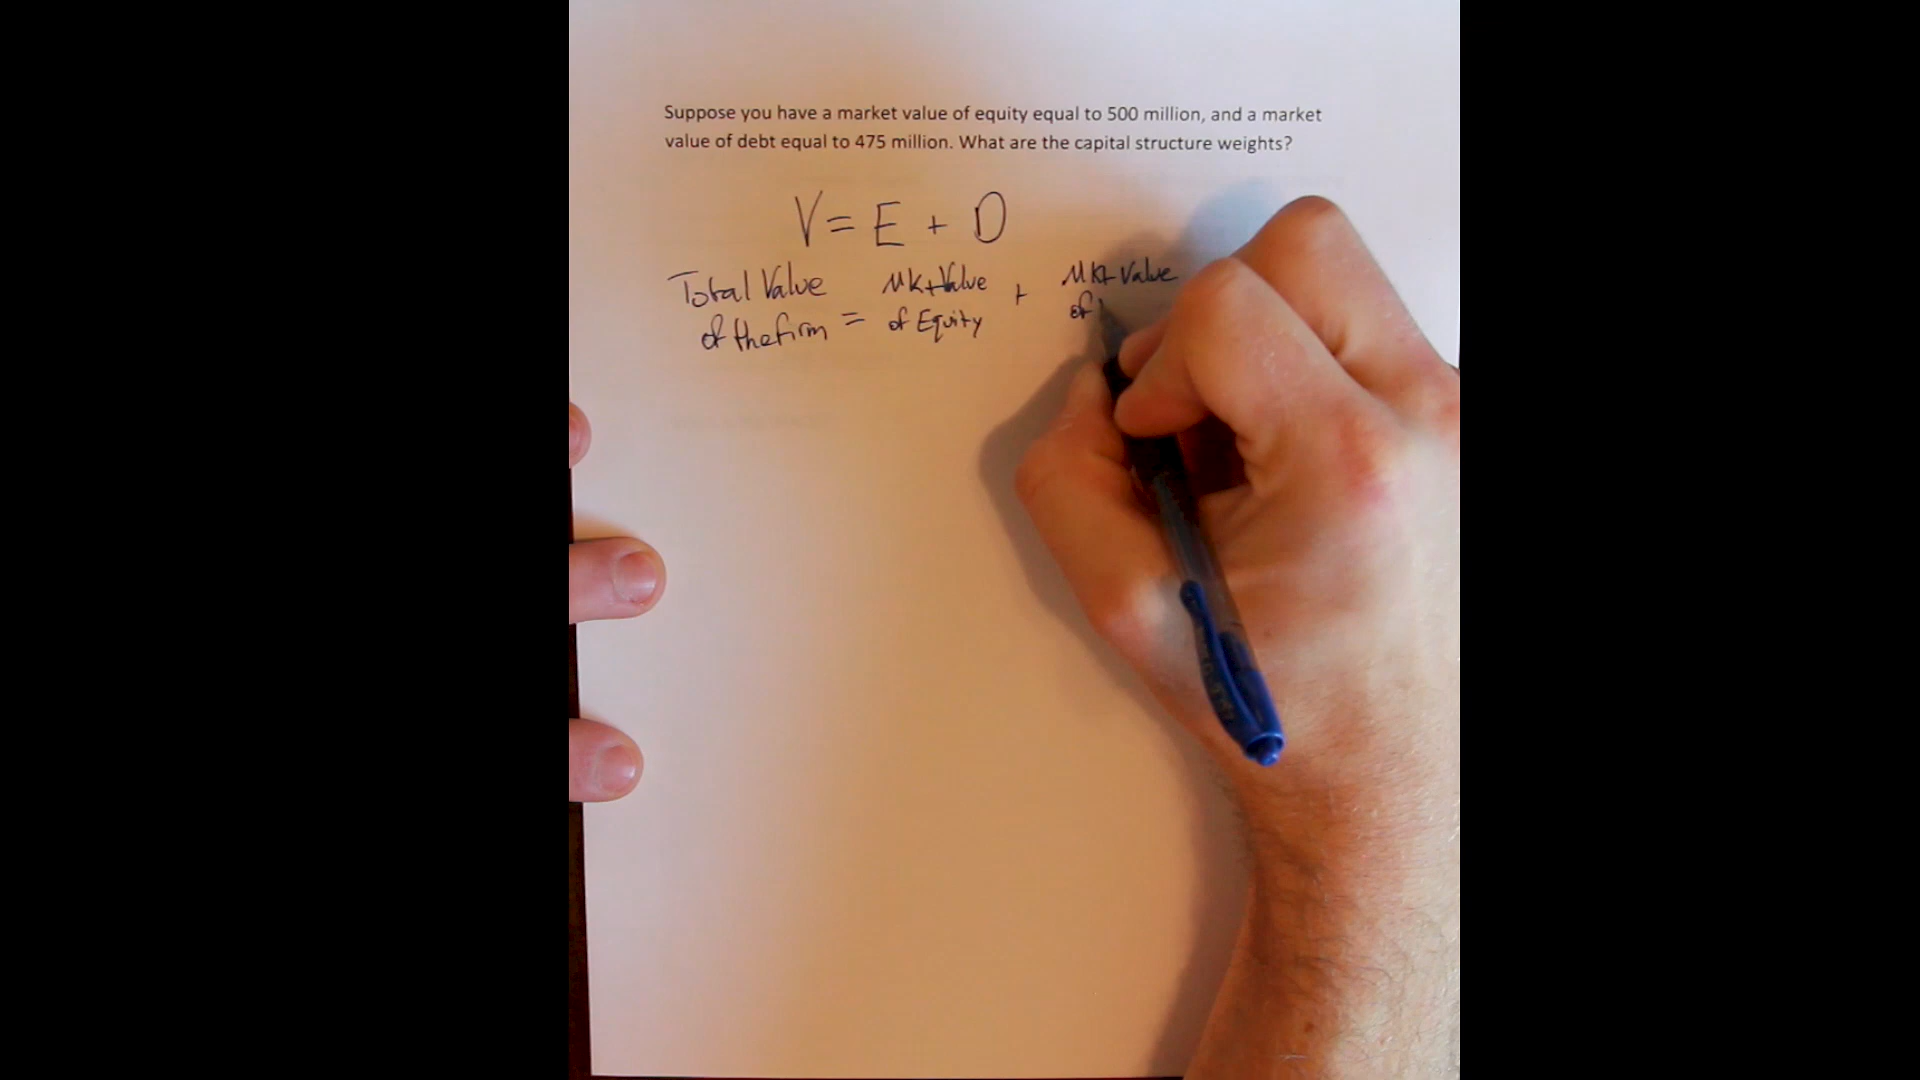 Suppose you have a market value of equity equal to 500 million, and a market
value of debt equal to 475 million. What are the capital structure weights?
V = E + D
Total Value Mkt Value + Mkt Value
of the firm = of Equity of